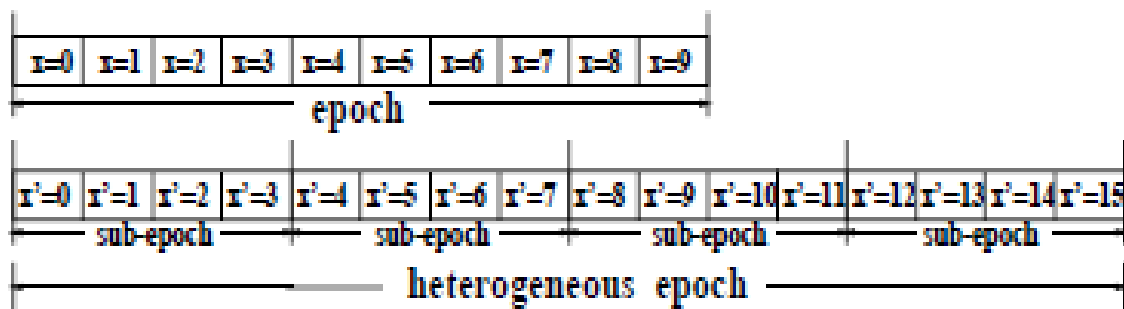 x=0 x=1 x=2 x=3 x=4 x=5 x=6 x=7 x=8 x=9
epoch
x'=0 x'=1 x'=2 x'=3 x'=4 x'=5 x'=6 x'=7 x'=8 x'=9 x'=10 x'=11 x'=12 x'=13 x'=14 x'=15
sub-epoch sub-epoch sub-epoch sub-epoch
heterogeneous epoch